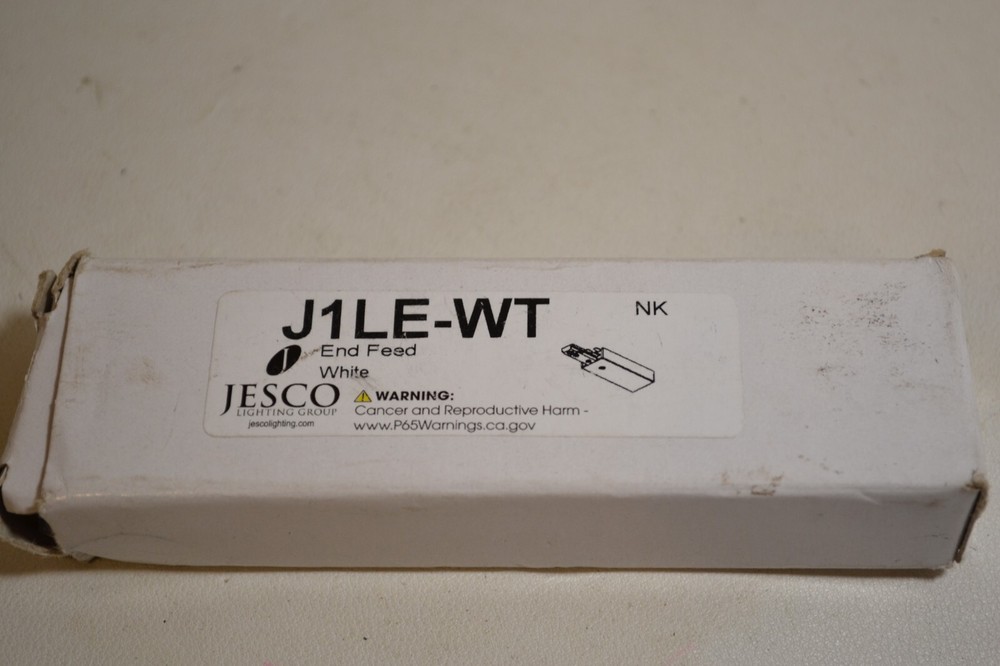 J1LE-WT
NK
End Feed
White
JESCO
LIGHTING GROUP
jescolighting.com
WARNING:
Cancer and Reproductive Harm -
www.P65Warnings.ca.gov